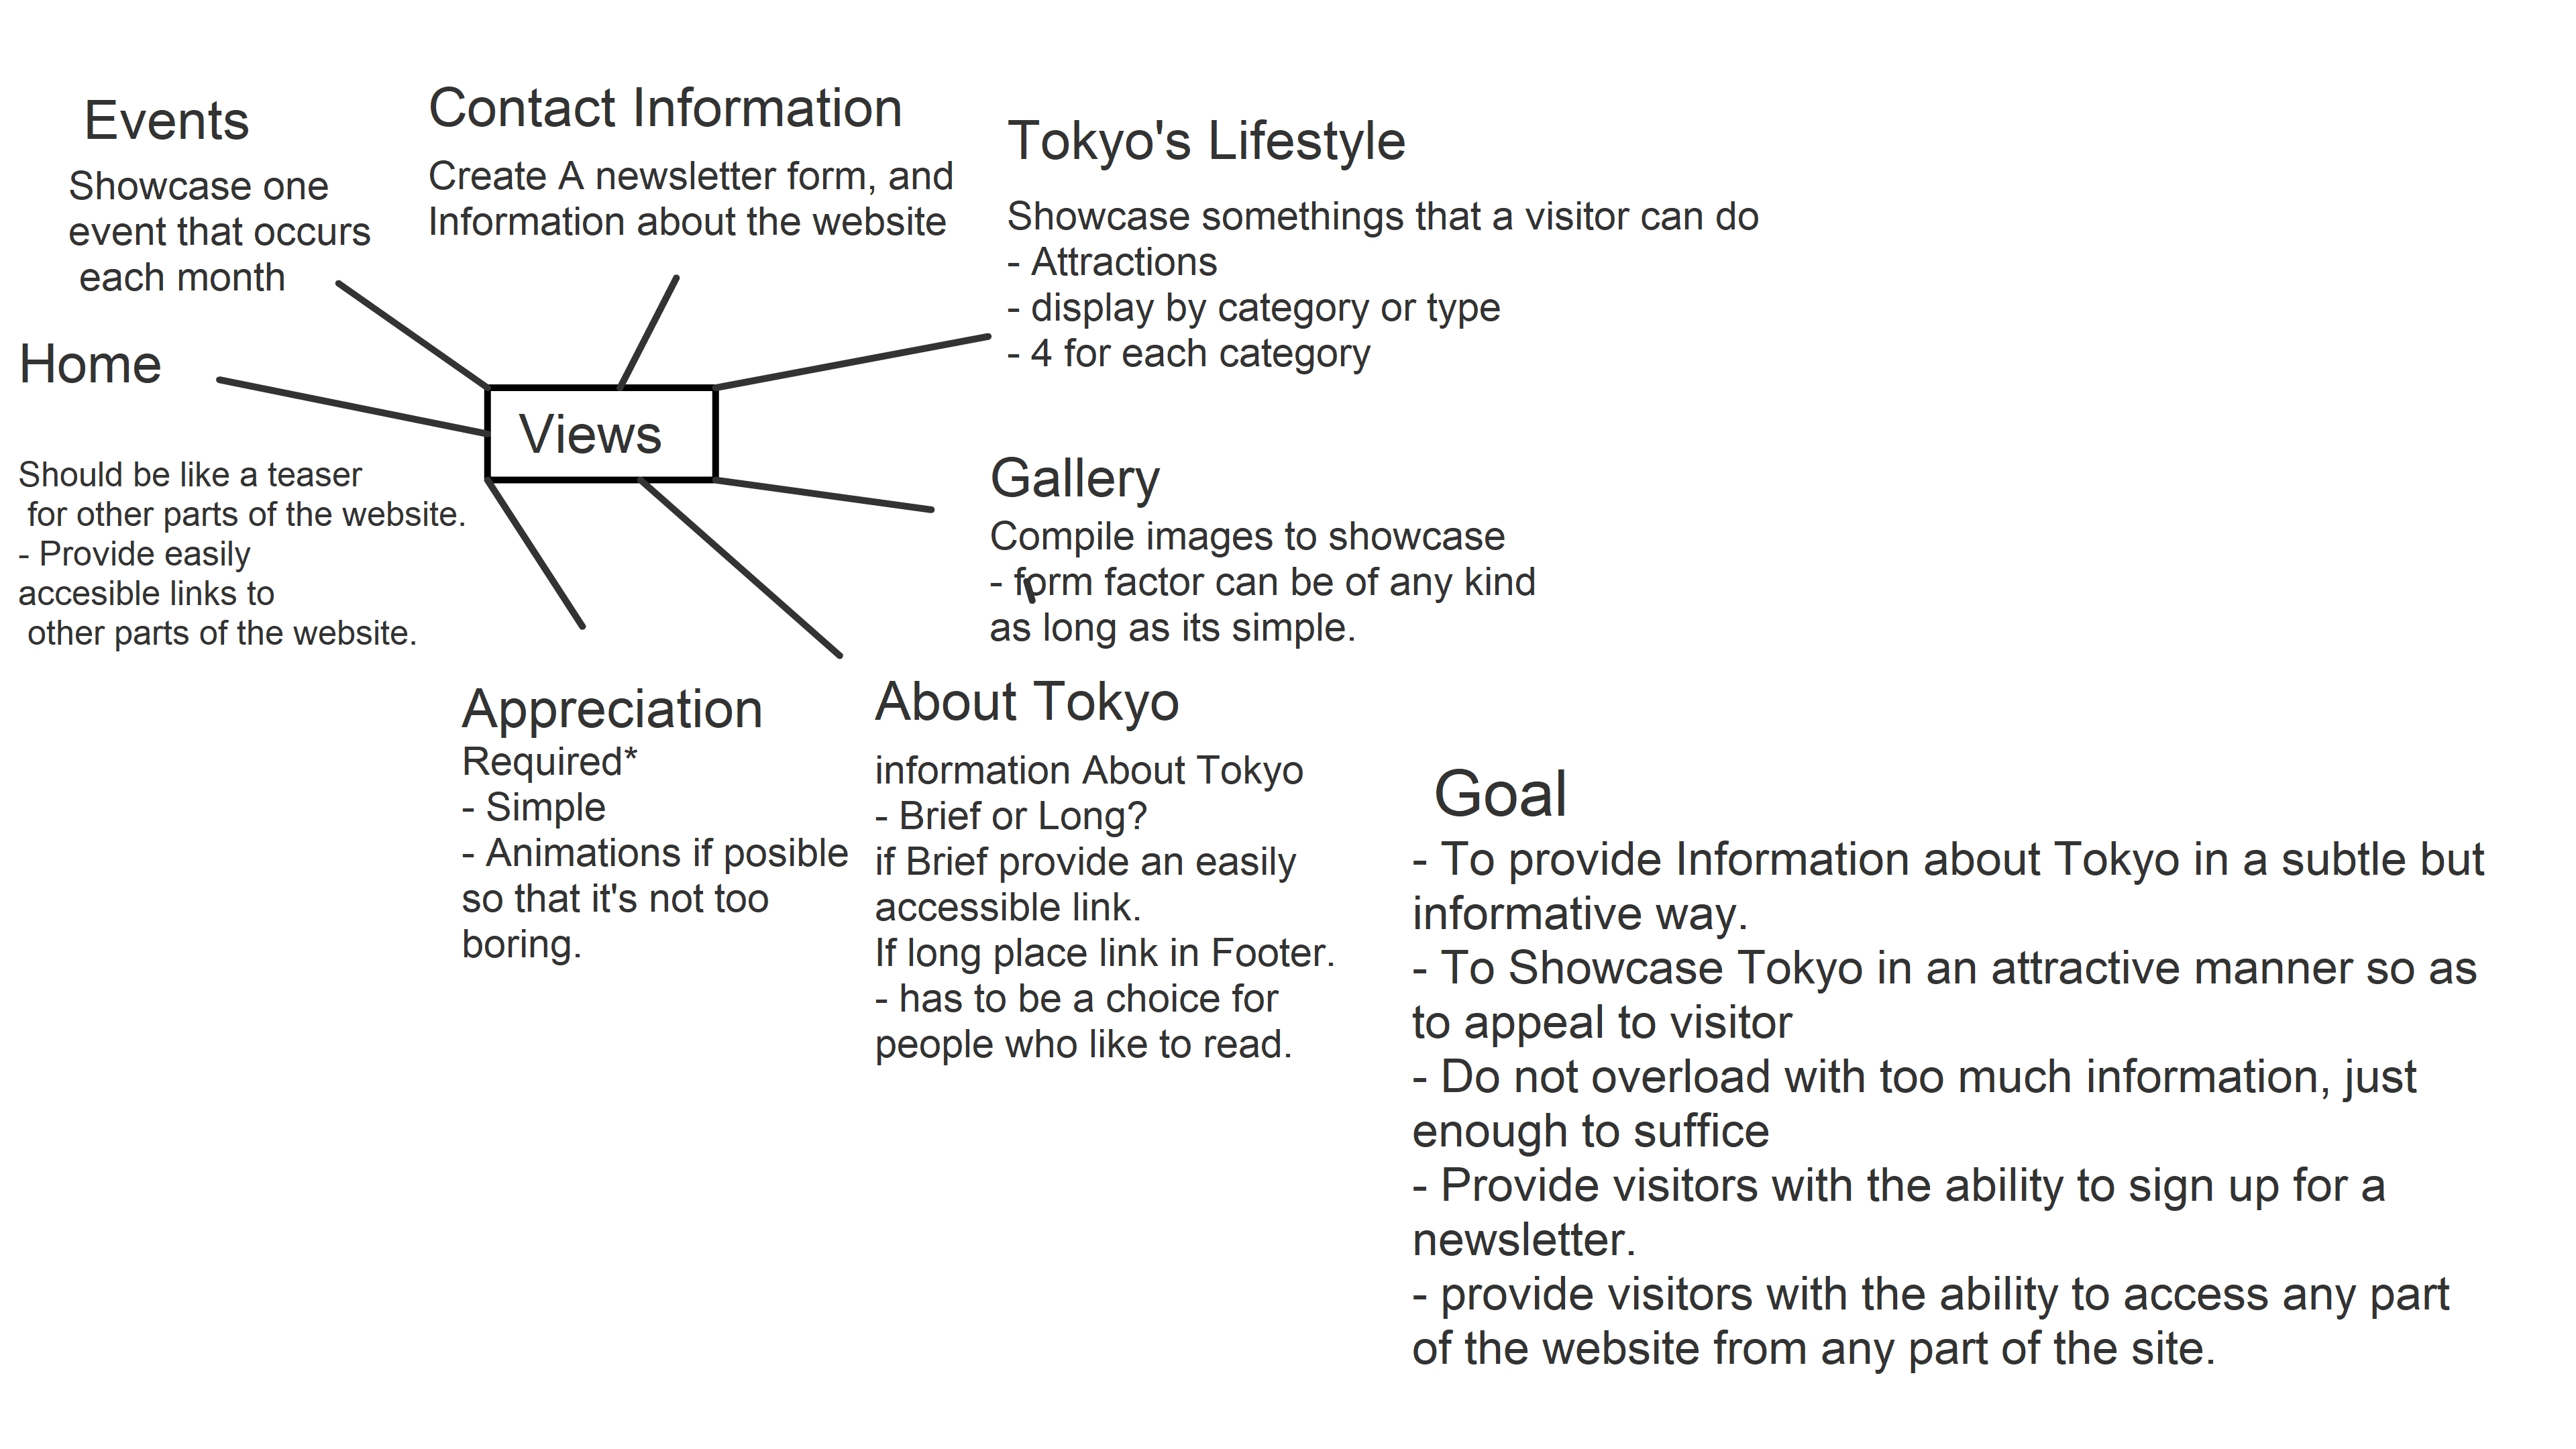 Events
Showcase one
event that occurs
each month
Contact Information
Create A newsletter form, and
Information about the website
Tokyo's Lifestyle
Showcase somethings that a visitor can do
- Attractions
- display by category or type
- 4 for each category
Home
Should be like a teaser
for other parts of the website.
- Provide easily
accesible links to
other parts of the website.
Views
Gallery
Compile images to showcase
- form factor can be of any kind
as long as its simple.
Appreciation
Required*
- Simple
- Animations if posible
so that it's not too
boring.
About Tokyo
information About Tokyo
- Brief or Long?
if Brief provide an easily
accessible link.
If long place link in Footer.
- has to be a choice for
people who like to read.
Goal
- To provide Information about Tokyo in a subtle but
informative way.
- To Showcase Tokyo in an attractive manner so as
to appeal to visitor
- Do not overload with too much information, just
enough to suffice
- Provide visitors with the ability to sign up for a
newsletter.
- provide visitors with the ability to access any part
of the website from any part of the site.